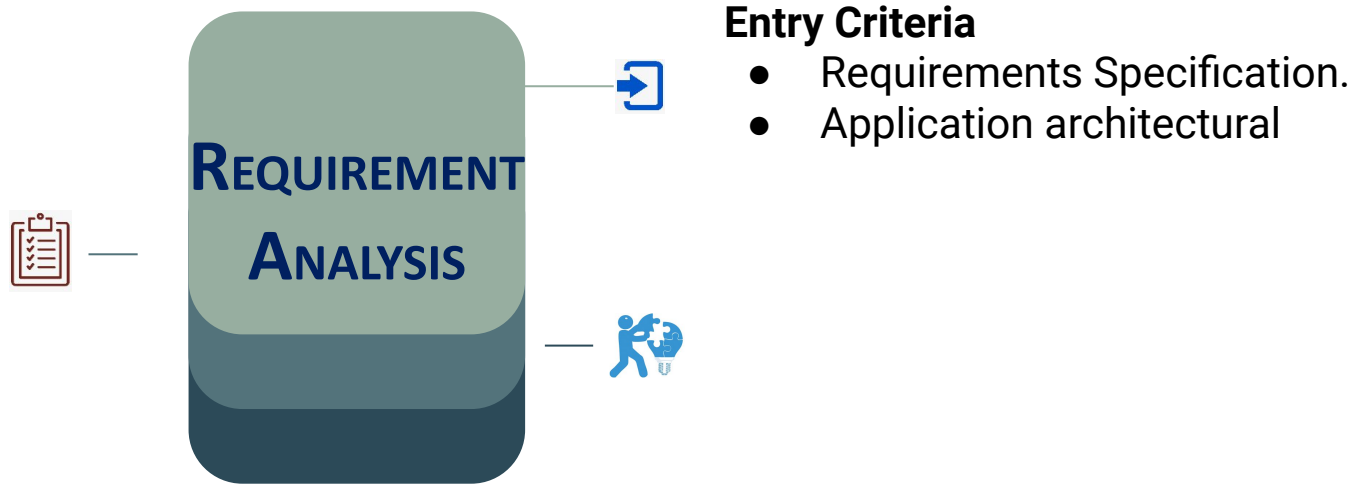 REQUIREMENT
ANALYSIS
Entry Criteria
● Requirements Specification.
● Application architectural